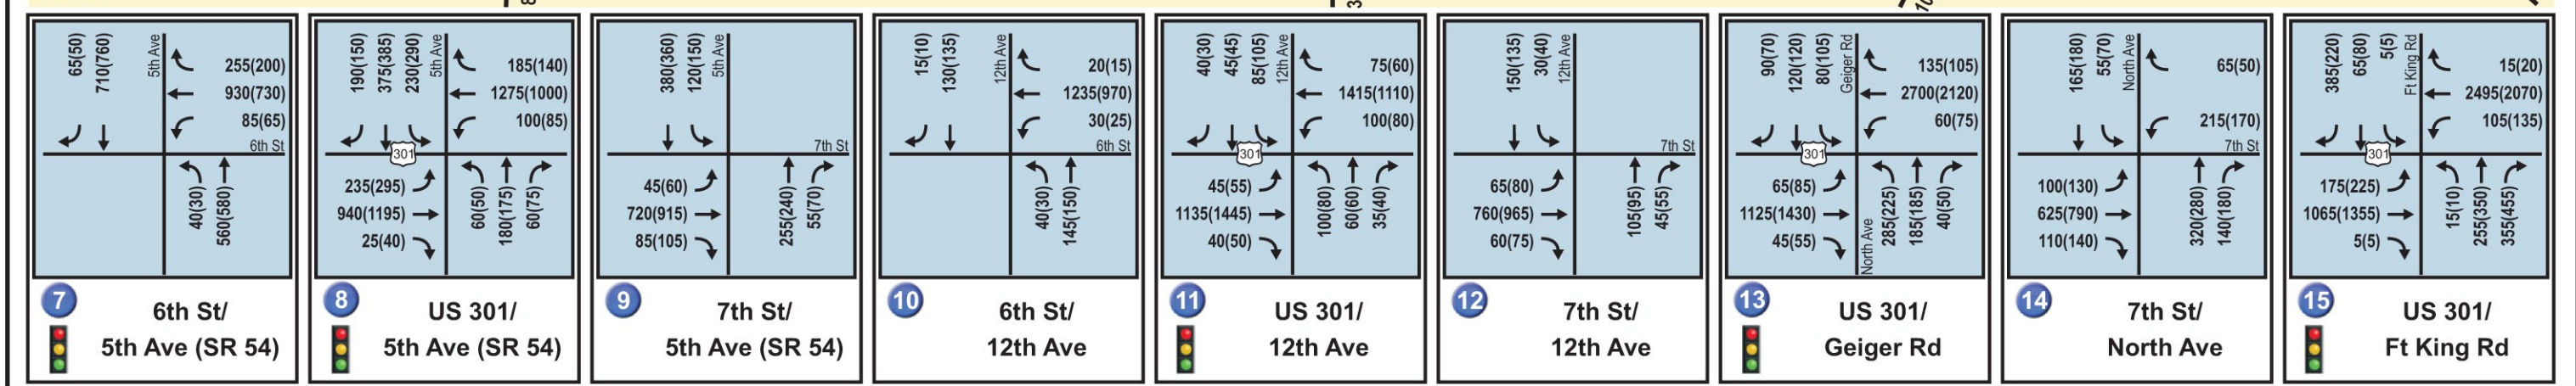 65(50)
710(760)
5th Ave
255(200)
930(730)
85(65)
6th St
40(30)
560(580)
7
6th St/
5th Ave (SR 54)
190(150)
375(385)
230(290)
5th Ave
185(140)
1275(1000)
100(85)
301
235(295)
940(1195)
25(40)
60(50)
180(175)
60(75)
8
US 301/
5th Ave (SR 54)
380(360)
120(150)
5th Ave
7th St
45(60)
720(915)
85(105)
255(240)
55(70)
9
7th St/
5th Ave (SR 54)
15(10)
130(135)
12th Ave
20(15)
1235(970)
30(25)
6th St
40(30)
145(150)
10
6th St/
12th Ave
40(30)
45(45)
85(105)
12th Ave
75(60)
1415(1110)
100(80)
301
45(55)
1135(1445)
40(50)
100(80)
60(60)
35(40)
11
US 301/
12th Ave
150(135)
30(40)
12th Ave
7th St
65(80)
760(965)
60(75)
105(95)
45(55)
12
7th St/
12th Ave
90(70)
120(120)
80(105)
Geiger Rd
135(105)
2700(2120)
60(75)
301
65(85)
1125(1430)
45(55)
North Ave
285(225)
185(185)
40(50)
13
US 301/
Geiger Rd
165(180)
55(70)
North Ave
65(50)
215(170)
7th St
100(130)
625(790)
110(140)
320(280)
140(180)
14
7th St/
North Ave
385(220)
65(80)
5(5)
Ft King Rd
15(20)
2495(2070)
105(135)
301
175(225)
1065(1355)
5(5)
15(10)
255(350)
355(455)
15
US 301/
Ft King Rd